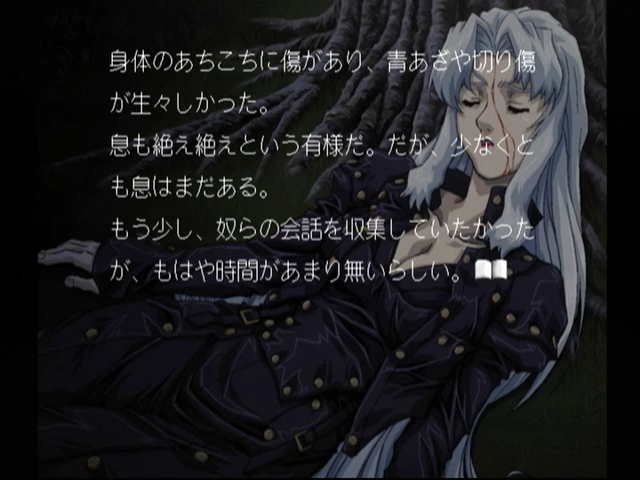 身体のあちこちに傷があり、青あざや切り傷
が生々しかった。
息も絶え絶えという有様だ。だが、少なくと
も息はまだある。
もう少し、奴らの会話を収集していたかった
が、もはや時間があまり無いらしい。